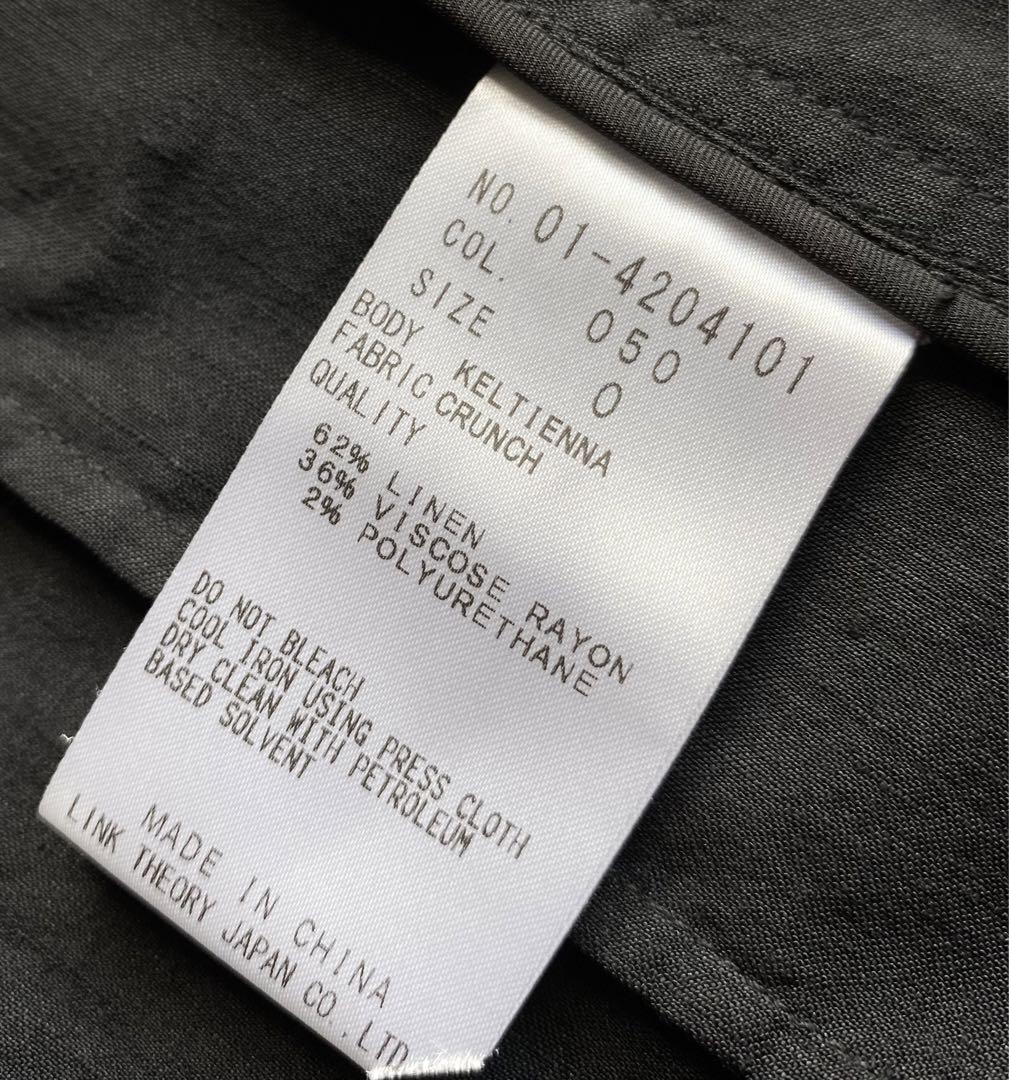 NO. 01-4204101
COL. 050
SIZE 0
BODY KELTIENNA
FABRIC CRUNCH
QUALITY
62% LINEN
36% VISCOSE RAYON
2% POLYURETHANE
DO NOT BLEACH
COOL IRON USING PRESS CLOTH
DRY CLEAN WITH PETROLEUM
BASED SOLVENT
MADE IN CHINA
LINK THEORY JAPAN CO.,LTD